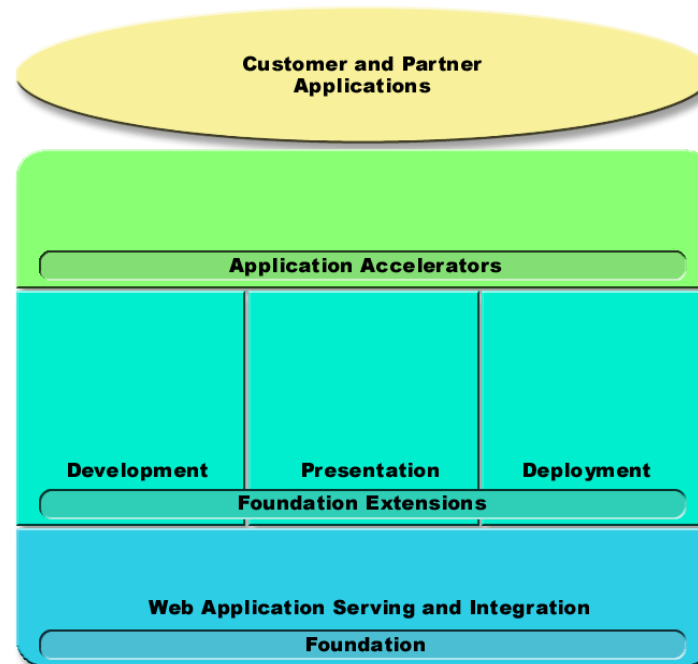 Customer and Partner
Applications
Application Accelerators
Development
Presentation
Deployment
Foundation Extensions
Web Application Serving and Integration
Foundation